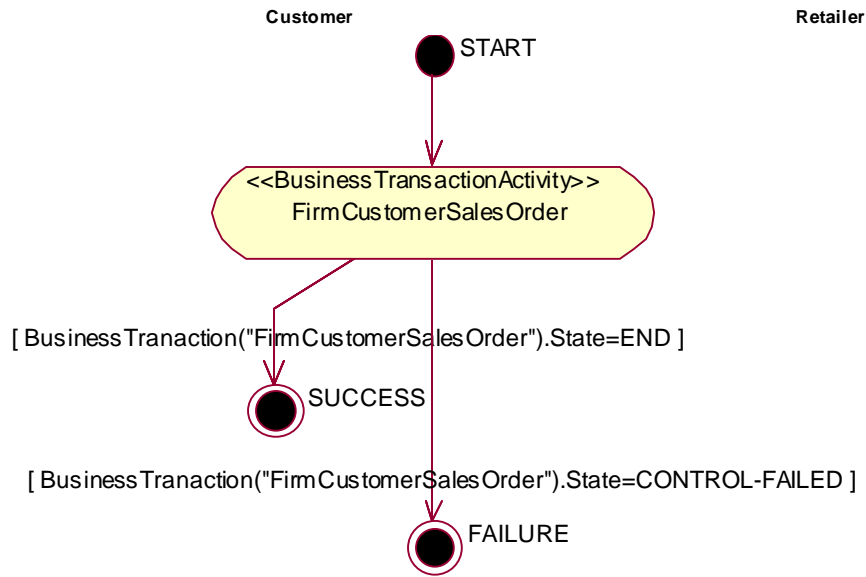 Customer Retailer
START
<<BusinessTransactionActivity>>
FirmCustomerSalesOrder
[ BusinessTranaction("FirmCustomerSalesOrder").State=END ]
SUCCESS
[ BusinessTranaction("FirmCustomerSalesOrder").State=CONTROL-FAILED ]
FAILURE